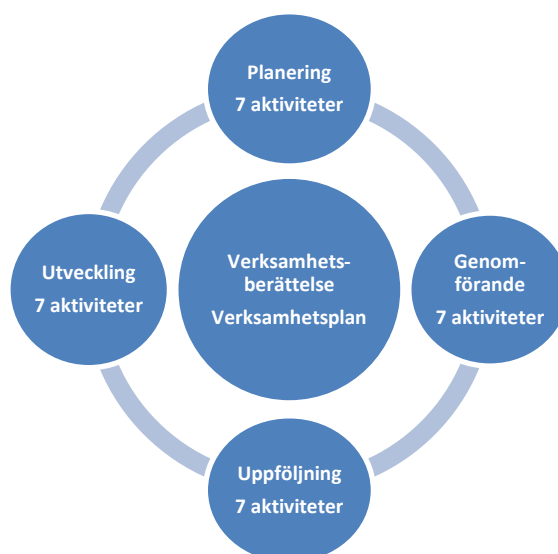 Planering
7 aktiviteter
Utveckling
7 aktiviteter
Verksamhets-
berättelse
Verksamhetsplan
Genom-
förande
7 aktiviteter
Uppföljning
7 aktiviteter